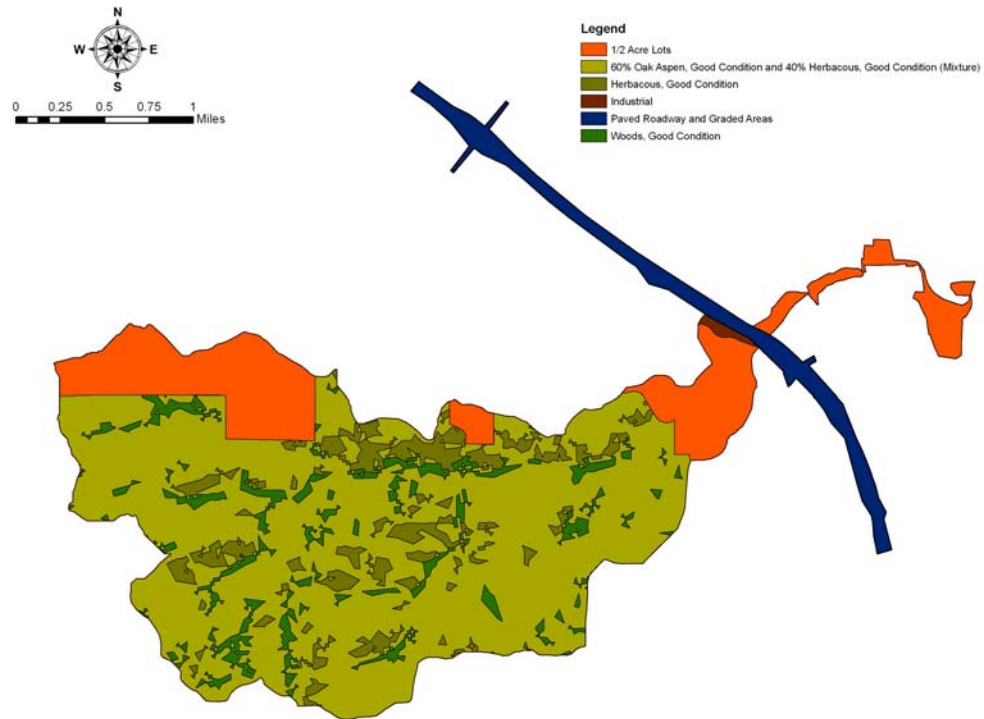 N
W E
S
0 0.25 0.5 0.75 1
Miles
Legend
1/2 Acre Lots
60% Oak Aspen, Good Condition and 40% Herbacous, Good Condition (Mixture)
Herbacous, Good Condition
Industrial
Paved Roadway and Graded Areas
Woods, Good Condition